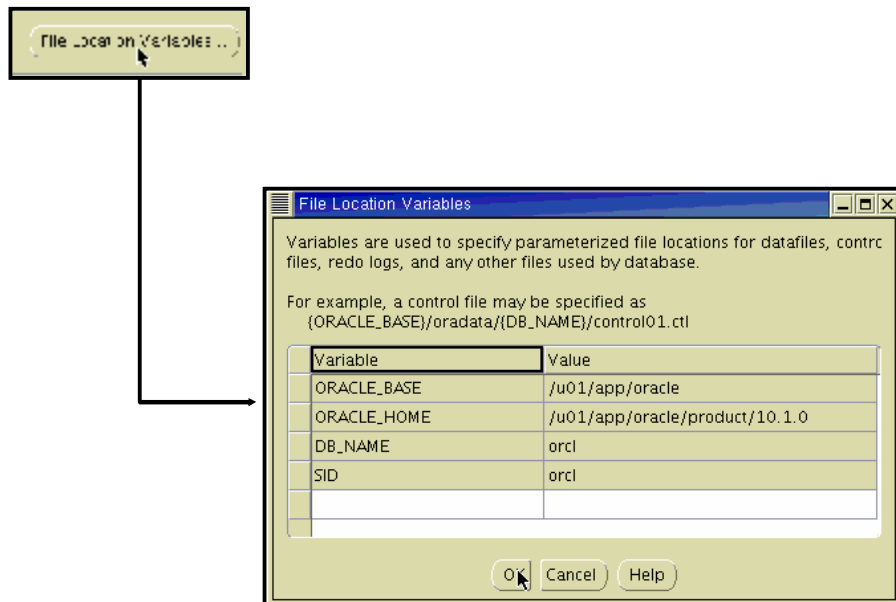 File Location Variables ...
File Location Variables
Variables are used to specify parameterized file locations for datafiles, contrc
files, redo logs, and any other files used by database.
For example, a control file may be specified as
{ORACLE_BASE}/oradata/{DB_NAME}/control01.ctl
Variable Value
ORACLE_BASE /u01/app/oracle
ORACLE_HOME /u01/app/oracle/product/10.1.0
DB_NAME orcl
SID orcl
OK Cancel Help